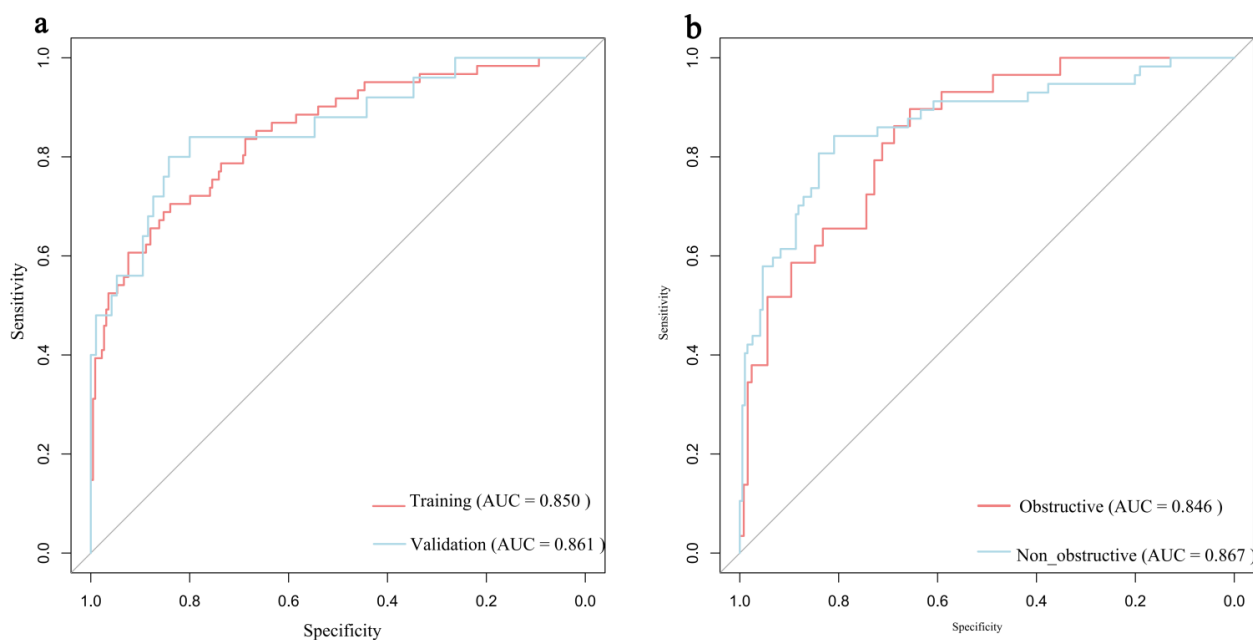 a
1.0
0.8
0.6
0.4
0.2
0.0
Sensitivity
Training (AUC = 0.850 )
Validation (AUC = 0.861 )
1.0 0.8 0.6 0.4 0.2 0.0
Specificity
b
1.0
0.8
0.6
0.4
0.2
0.0
Sensitivity
Obstructive (AUC = 0.846 )
Non_obstructive (AUC = 0.867 )
1.0 0.8 0.6 0.4 0.2 0.0
Specificity